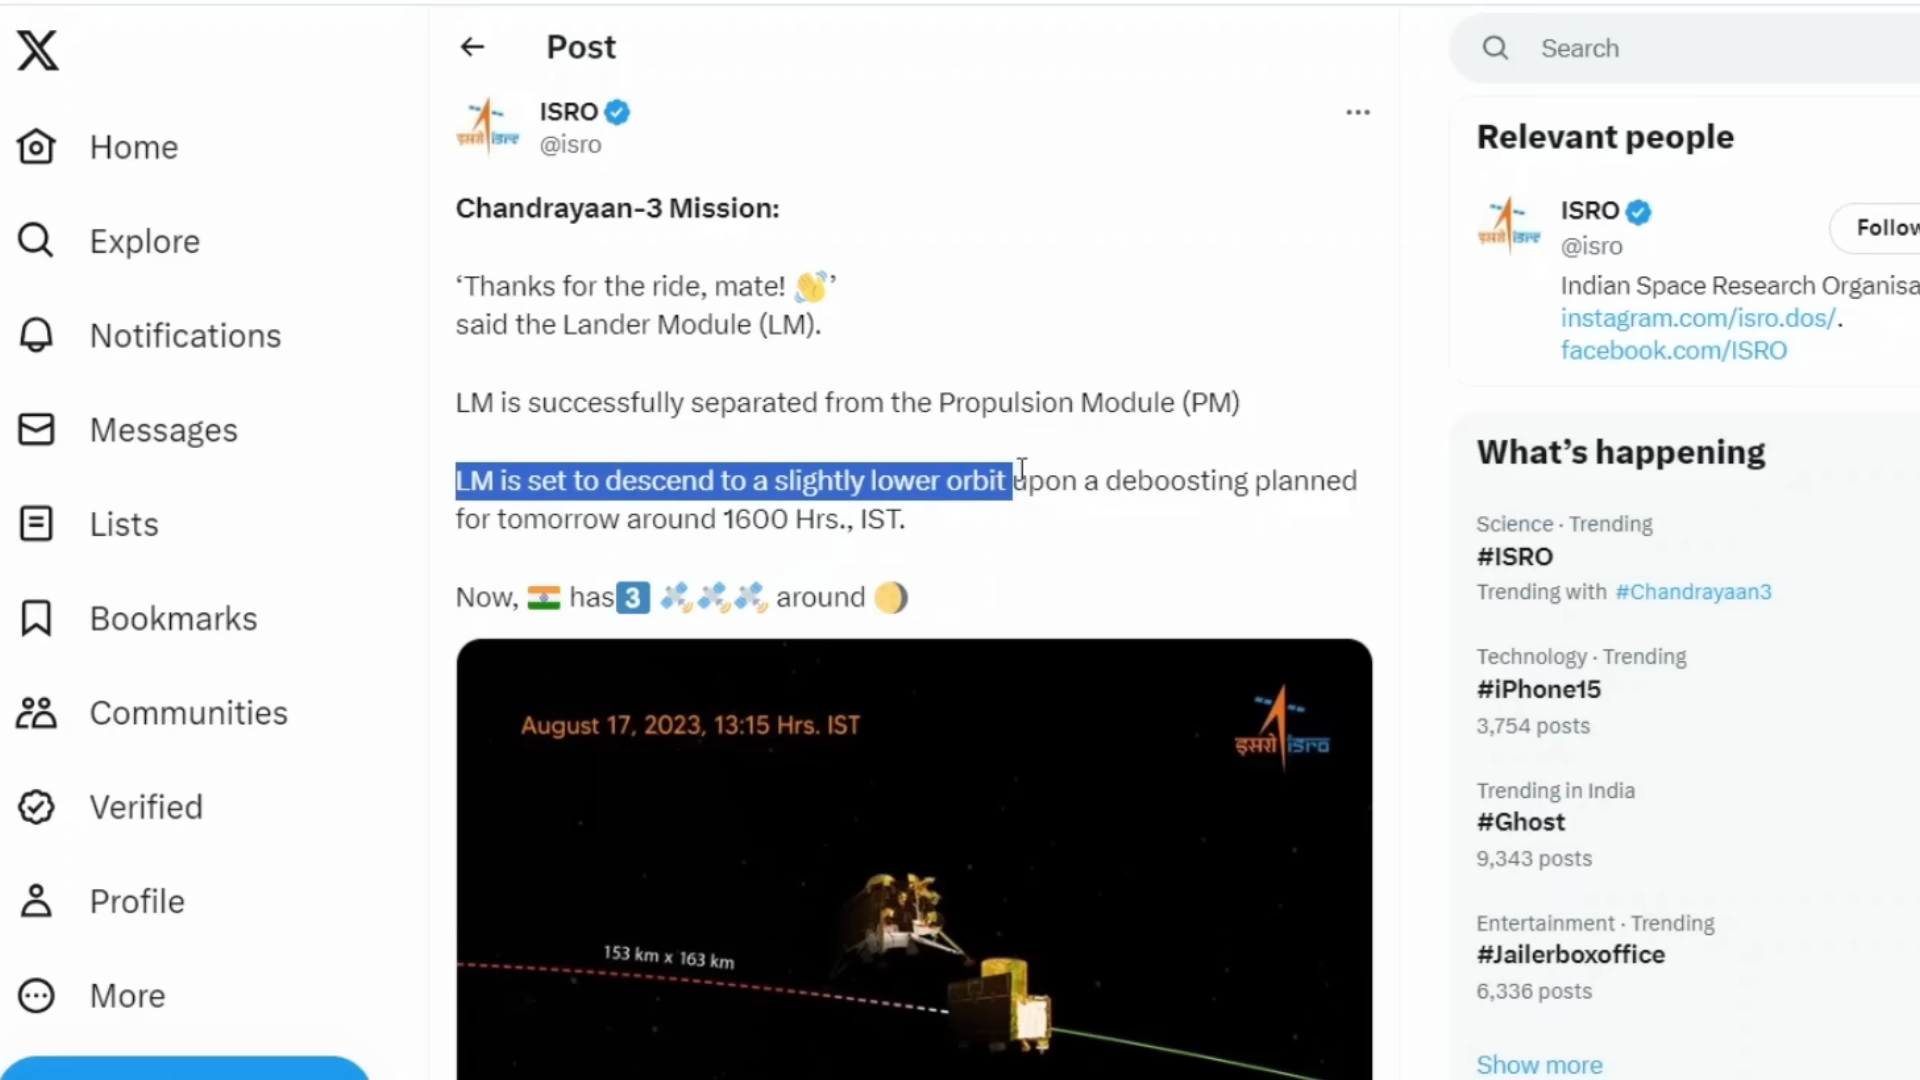 Home
Explore
Notifications
Messages
Lists
Bookmarks
Communities
Verified
Profile
More
Post
इसरो isro
ISRO
@isro
Chandrayaan-3 Mission:
‘Thanks for the ride, mate! 👋’
said the Lander Module (LM).
LM is successfully separated from the Propulsion Module (PM)
LM is set to descend to a slightly lower orbit upon a deboosting planned
for tomorrow around 1600 Hrs., IST.
Now, 🇮🇳 has3️⃣ 🛰️🛰️🛰️ around 🌖
August 17, 2023, 13:15 Hrs. IST
इसरो isro
153 km x 163 km
Search
Relevant people
इसरो isro
ISRO
@isro
Follow
Indian Space Research Organisa
instagram.com/isro.dos/.
facebook.com/ISRO
What’s happening
Science · Trending
#ISRO
Trending with #Chandrayaan3
Technology · Trending
#iPhone15
3,754 posts
Trending in India
#Ghost
9,343 posts
Entertainment · Trending
#Jailerboxoffice
6,336 posts
Show more